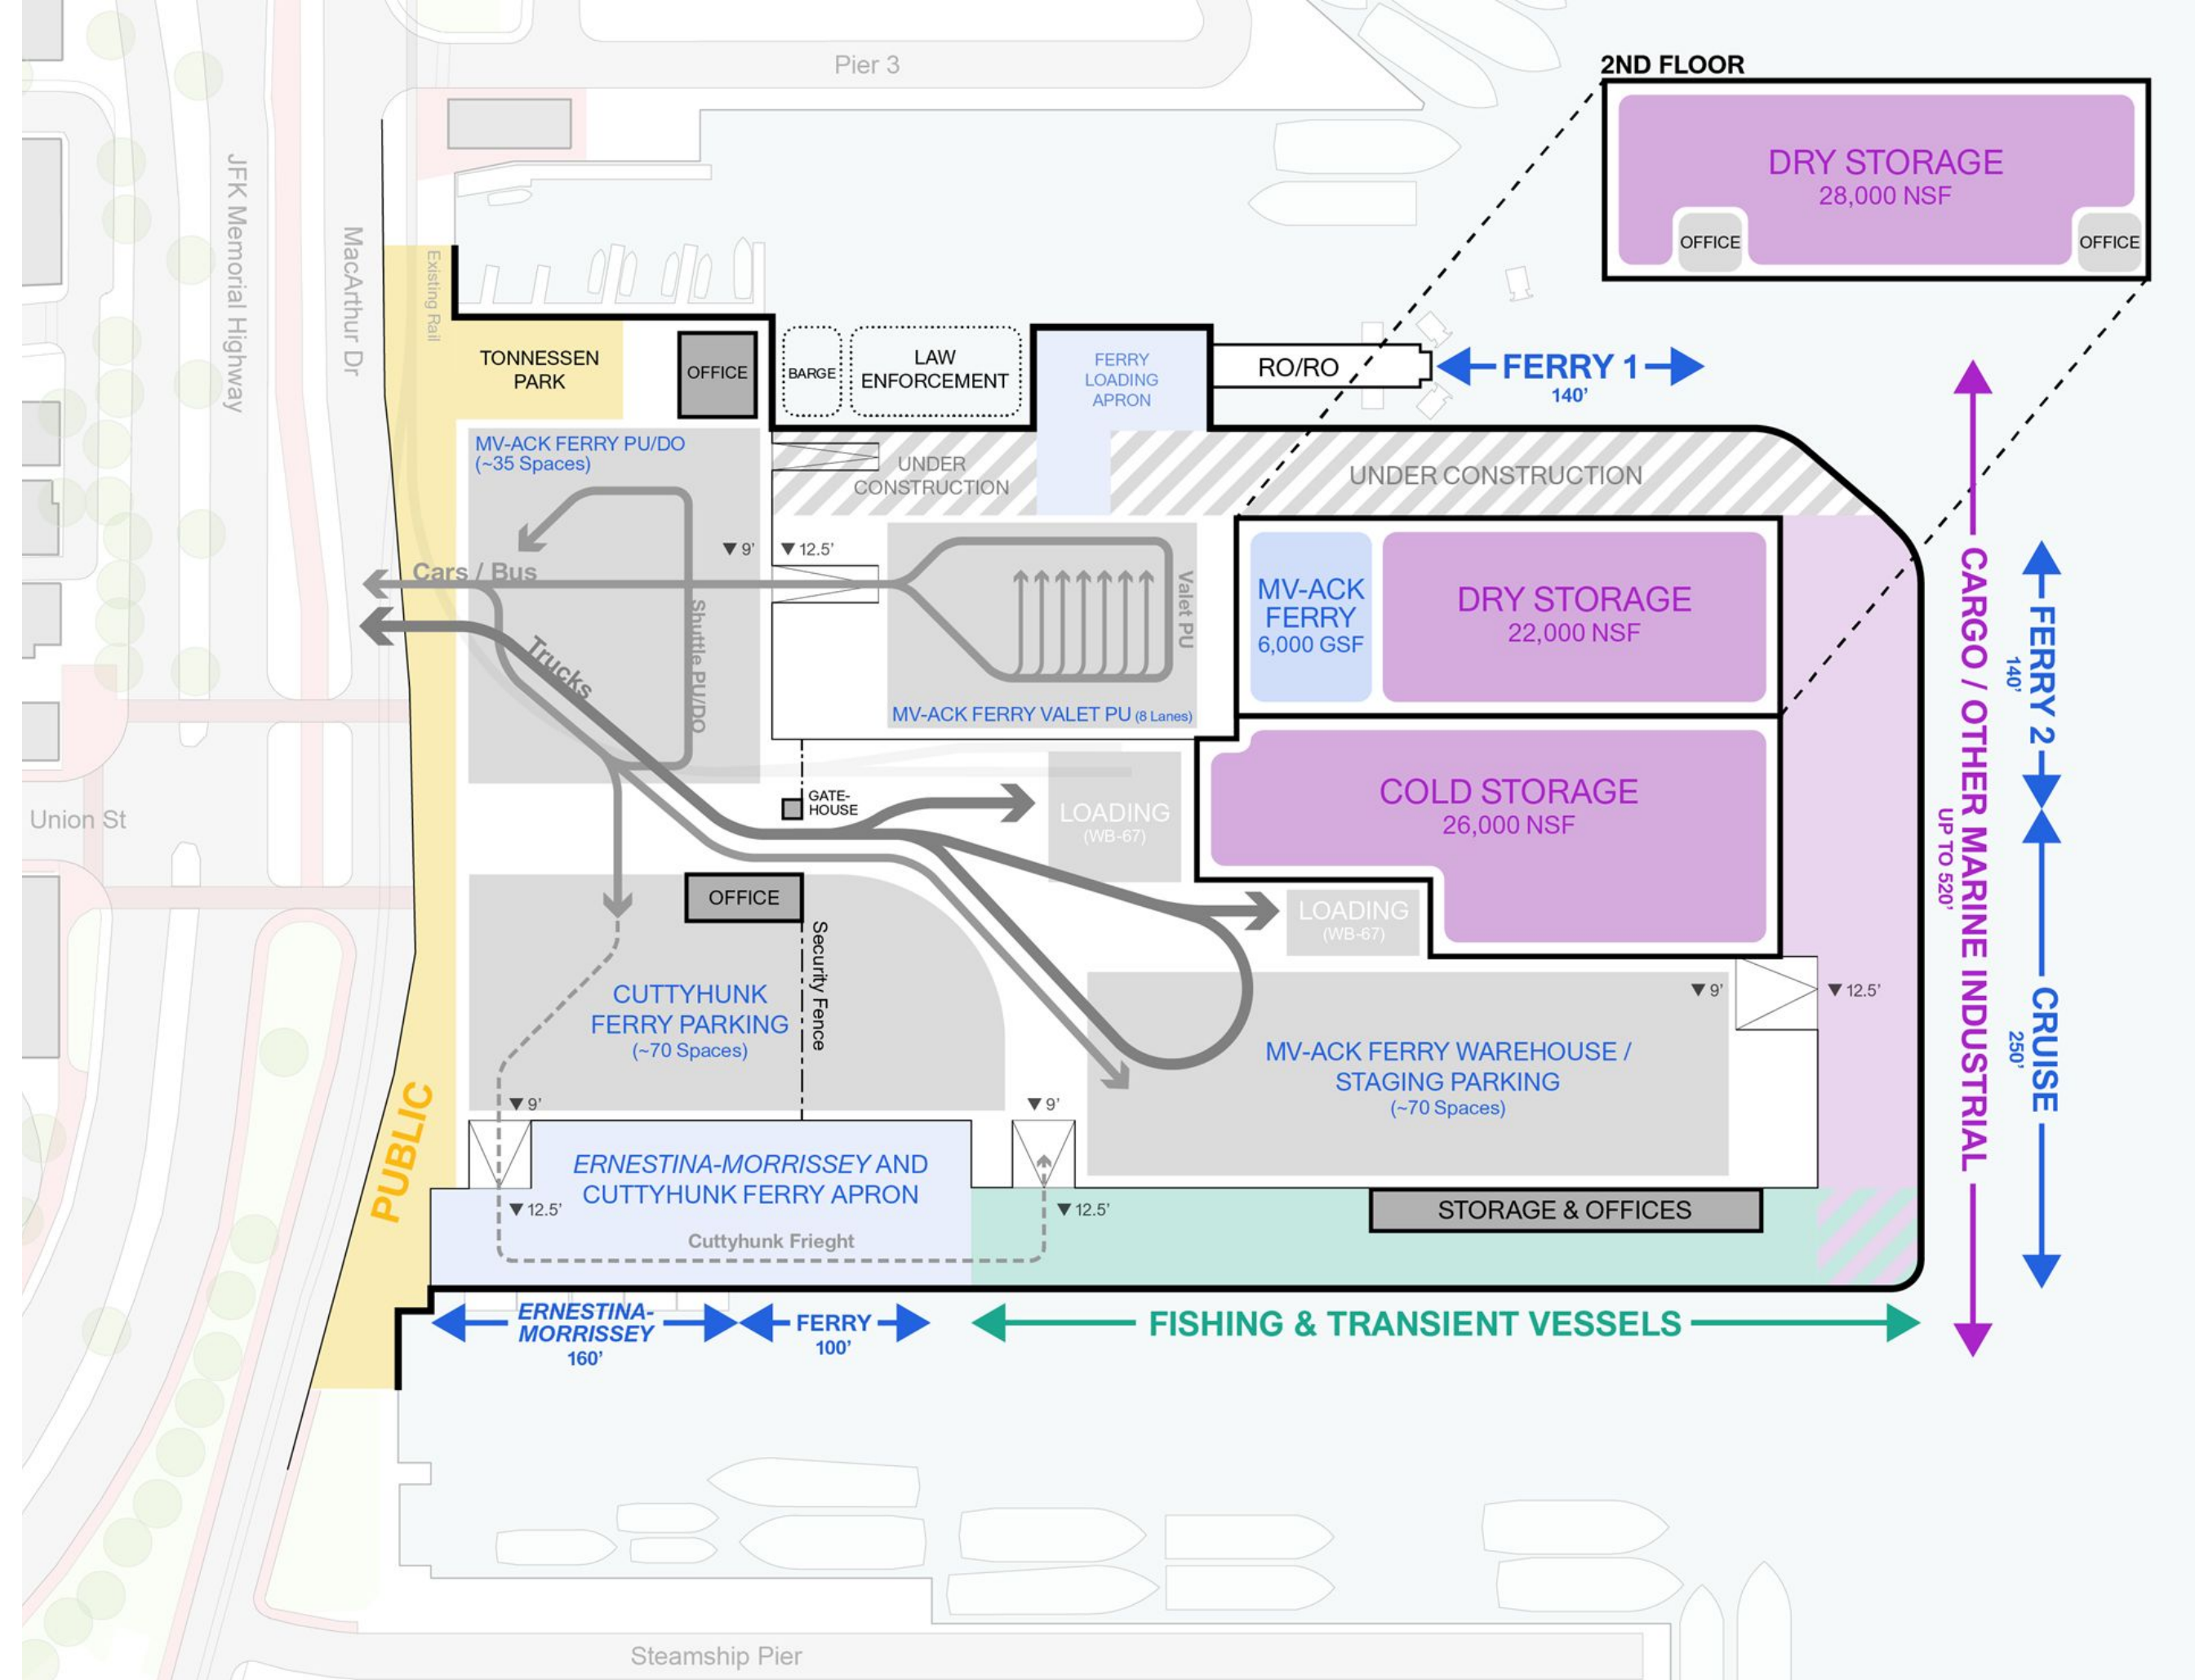 Pier 3
2ND FLOOR
DRY STORAGE
28,000 NSF
OFFICE
OFFICE
JFK Memorial Highway
MacArthur Dr
Existing Rail
TONNESSEN
PARK
OFFICE
BARGE
LAW
ENFORCEMENT
FERRY
LOADING
APRON
RO/RO
FERRY 1
140’
MV-ACK FERRY PU/DO
(~35 Spaces)
UNDER
CONSTRUCTION
UNDER CONSTRUCTION
▼ 9’
▼ 12.5’
Cars / Bus
Trucks
Shuttle PU/DO
Valet PU
MV-ACK FERRY VALET PU (8 Lanes)
MV-ACK
FERRY
6,000 GSF
DRY STORAGE
22,000 NSF
CARGO / OTHER MARINE INDUSTRIAL
UP TO 520’
FERRY 2
140’
CRUISE
250’
Union St
GATE-
HOUSE
LOADING
(WB-67)
COLD STORAGE
26,000 NSF
OFFICE
LOADING
(WB-67)
Security Fence
CUTTYHUNK
FERRY PARKING
(~70 Spaces)
▼ 9’
▼ 12.5’
MV-ACK FERRY WAREHOUSE /
STAGING PARKING
(~70 Spaces)
PUBLIC
▼ 9’
▼ 9’
ERNESTINA-MORRISSEY AND
CUTTYHUNK FERRY APRON
▼ 12.5’
▼ 12.5’
Cuttyhunk Frieght
STORAGE & OFFICES
ERNESTINA-
MORRISSEY
160’
FERRY
100’
FISHING & TRANSIENT VESSELS
Steamship Pier